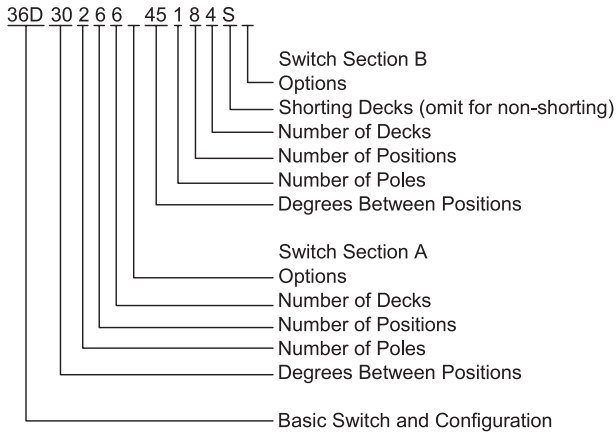 36D 30 2 6 6 _ 45 1 8 4 S _
Switch Section B
Options
Shorting Decks (omit for non-shorting)
Number of Decks
Number of Positions
Number of Poles
Degrees Between Positions
Switch Section A
Options
Number of Decks
Number of Positions
Number of Poles
Degrees Between Positions
Basic Switch and Configuration